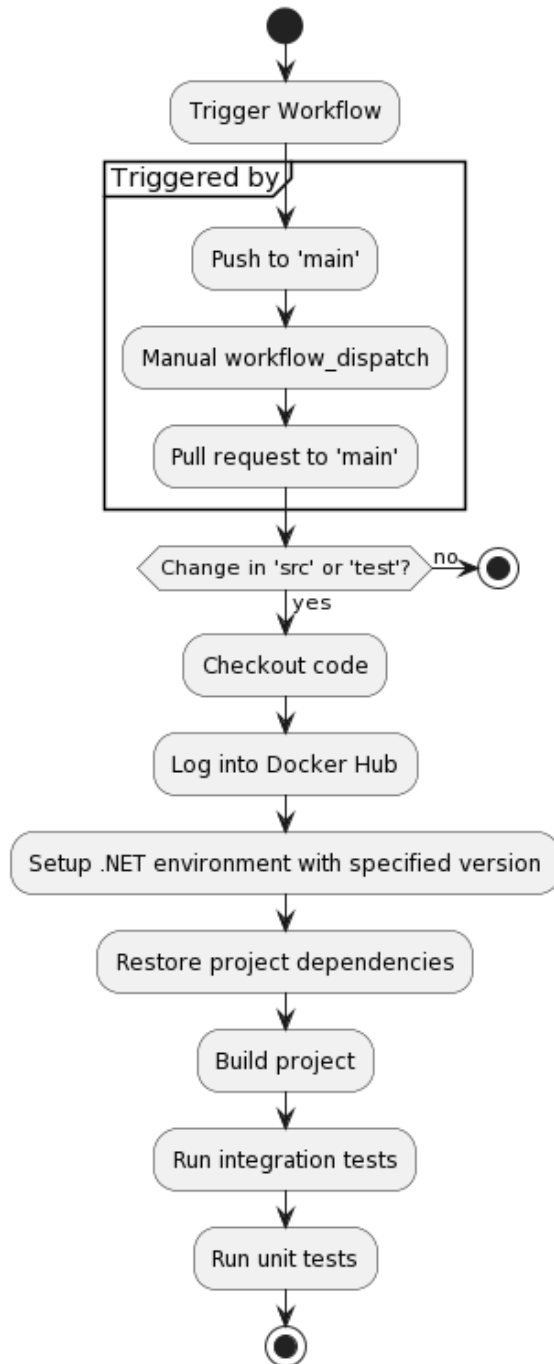 Trigger Workflow
Triggered by
Push to 'main'
Manual workflow_dispatch
Pull request to 'main'
Change in 'src' or 'test'?
no
yes
Checkout code
Log into Docker Hub
Setup .NET environment with specified version
Restore project dependencies
Build project
Run integration tests
Run unit tests